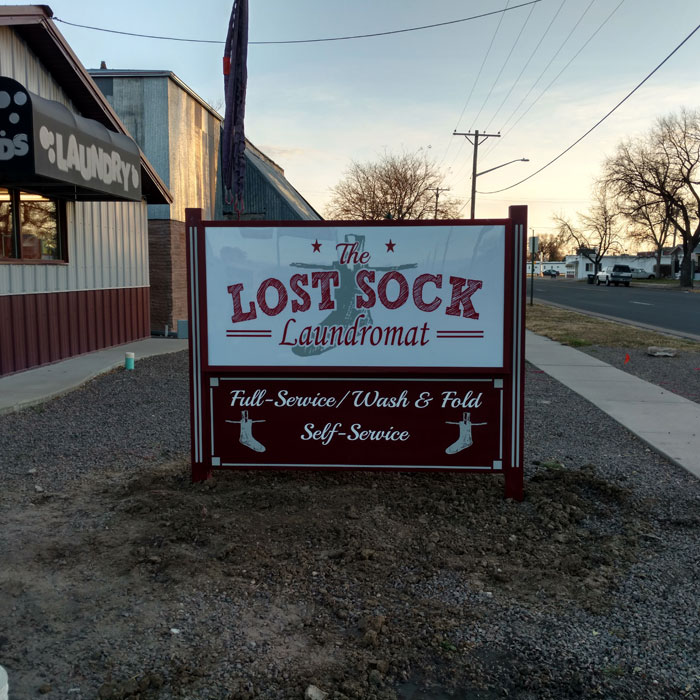 LAUNDRY
The
LOST SOCK
Laundromat
Full-Service/Wash & Fold
Self-Service